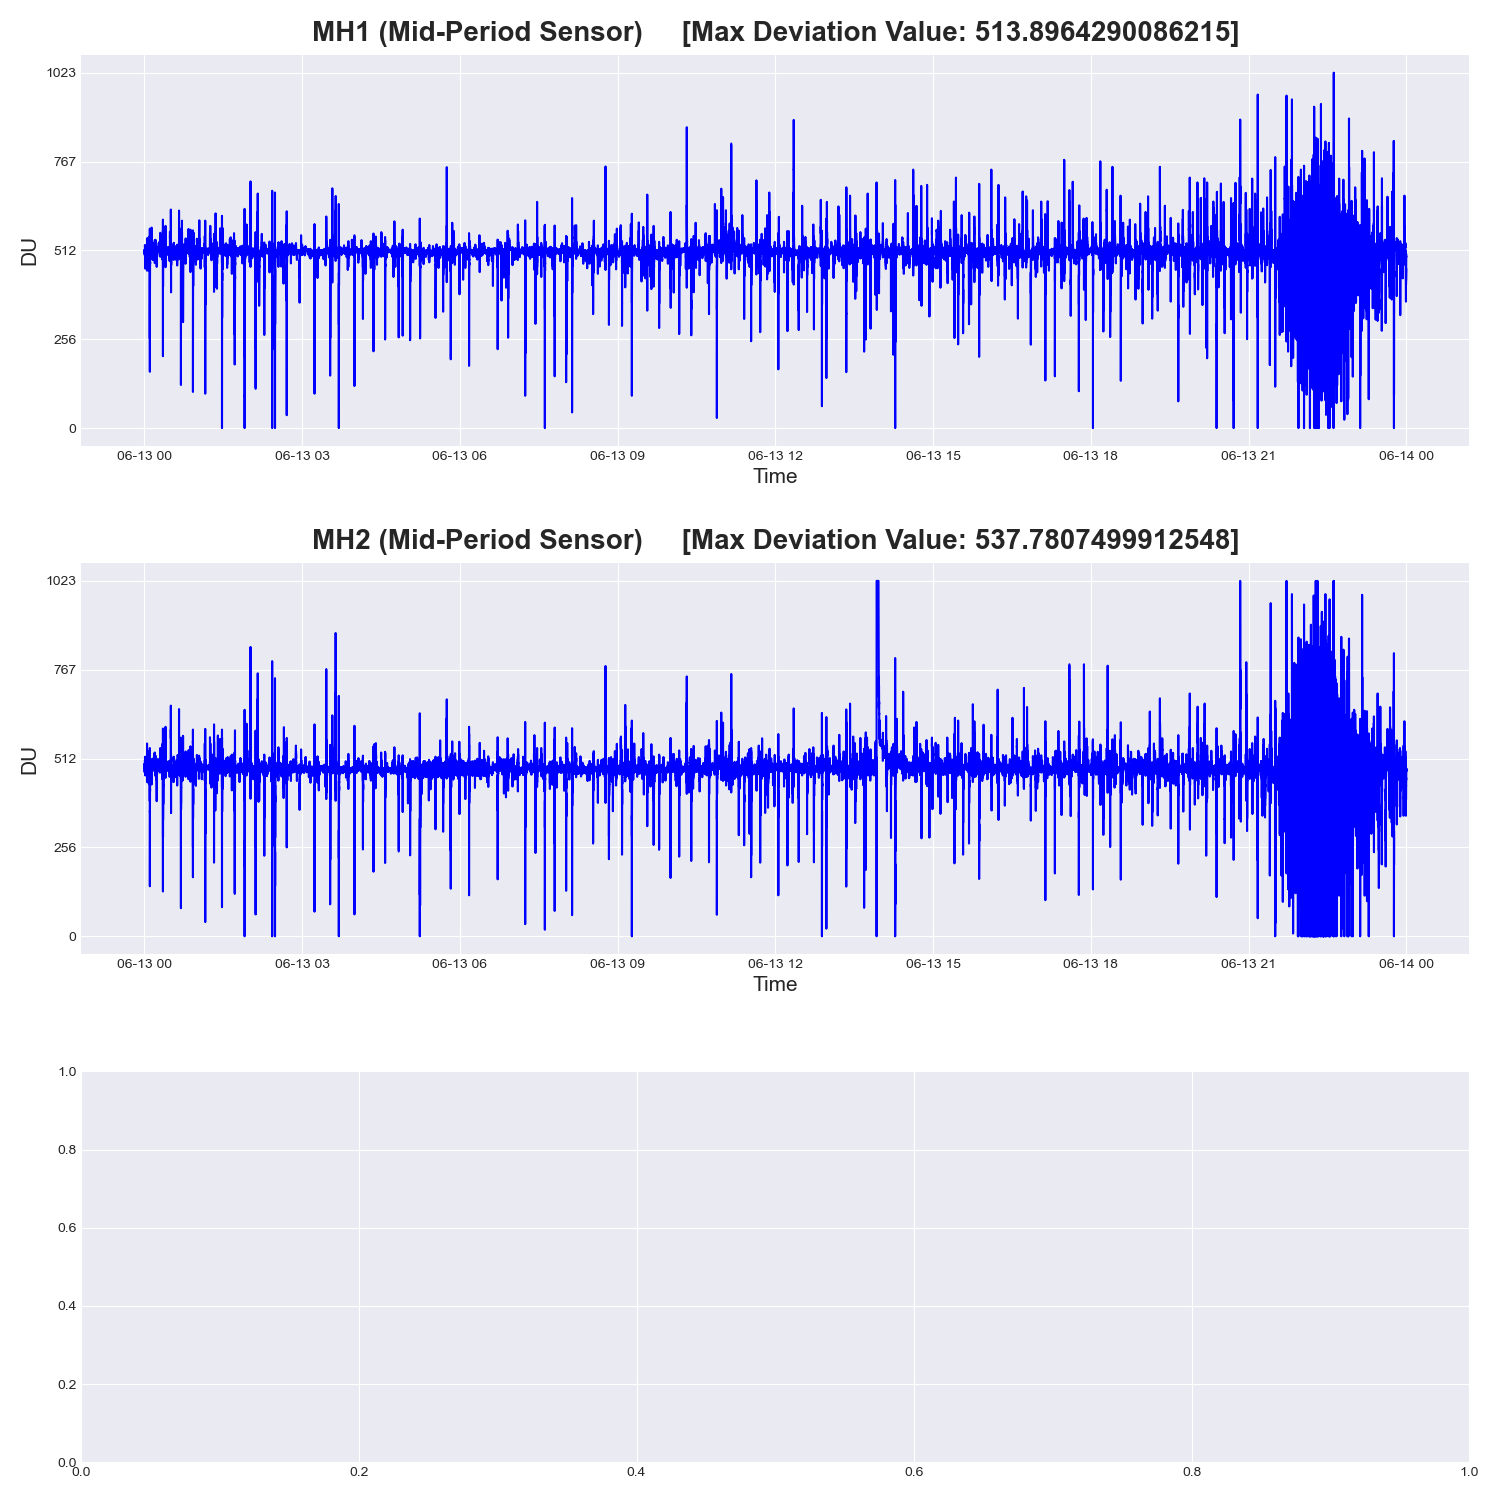 MH1 (Mid-Period Sensor)     [Max Deviation Value: 513.8964290086215]
1023
767
512
256
0
DU
06-13 00 06-13 03 06-13 06 06-13 09 06-13 12 06-13 15 06-13 18 06-13 21 06-14 00
Time
MH2 (Mid-Period Sensor)     [Max Deviation Value: 537.7807499912548]
1023
767
512
256
0
DU
06-13 00 06-13 03 06-13 06 06-13 09 06-13 12 06-13 15 06-13 18 06-13 21 06-14 00
Time
1.0
0.8
0.6
0.4
0.2
0.0
0.0 0.2 0.4 0.6 0.8 1.0